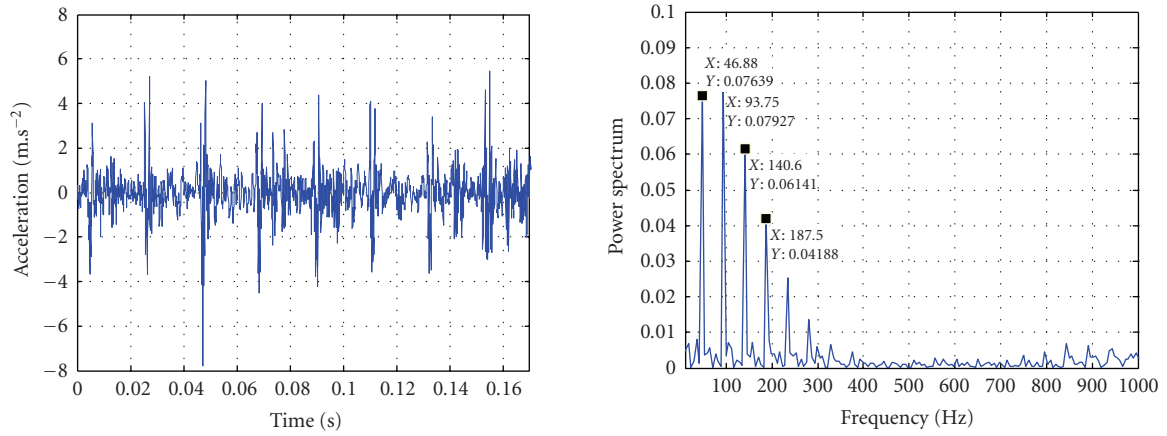 8
6
4
2
0
−2
−4
−6
−8
Acceleration (m.s−2)
0 0.02 0.04 0.06 0.08 0.1 0.12 0.14 0.16
Time (s)
0.1
0.09
0.08
0.07
0.06
0.05
0.04
0.03
0.02
0.01
0
Power spectrum
X: 46.88
Y: 0.07639
X: 93.75
Y: 0.07927
X: 140.6
Y: 0.06141
X: 187.5
Y: 0.04188
100 200 300 400 500 600 700 800 900 1000
Frequency (Hz)